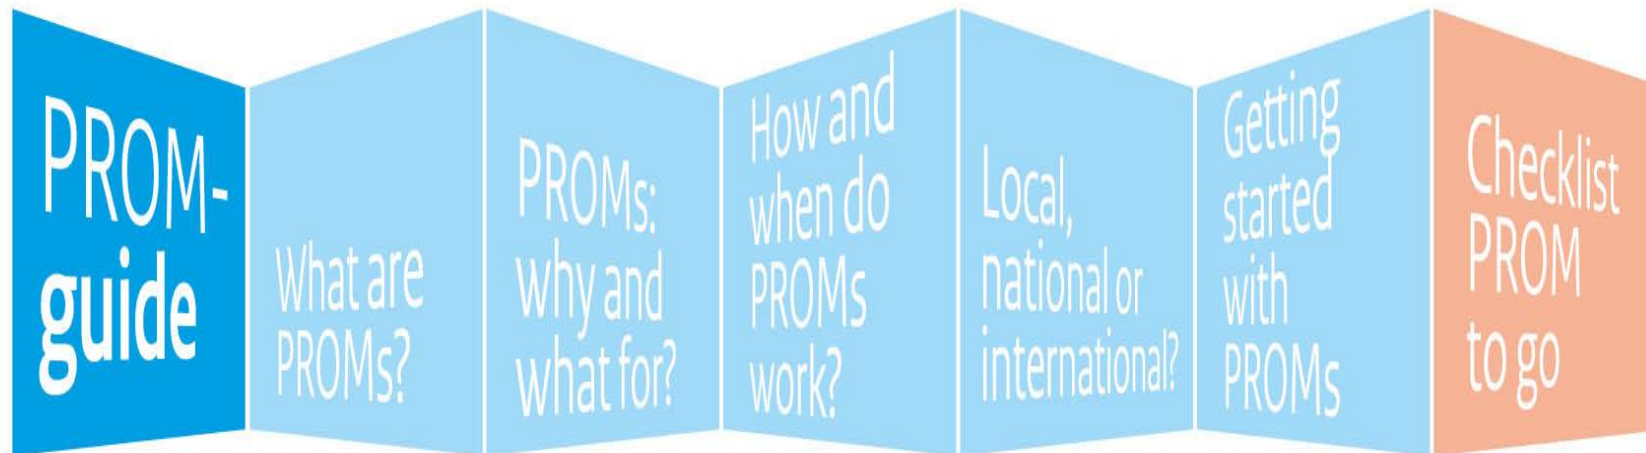 PROM-
guide
What are
PROMs?
PROMs:
why and
what for?
How and
when do
PROMs
work?
Local,
national or
international?
Getting
started
with
PROMs
Checklist
PROM
to go